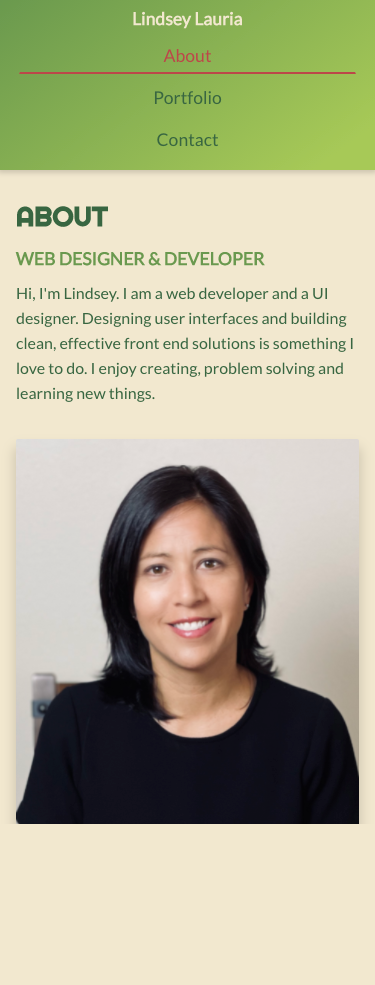 Lindsey Lauria
About
Portfolio
Contact
ABOUT
WEB DESIGNER & DEVELOPER
Hi, I'm Lindsey. I am a web developer and a UI
designer. Designing user interfaces and building
clean, effective front end solutions is something I
love to do. I enjoy creating, problem solving and
learning new things.